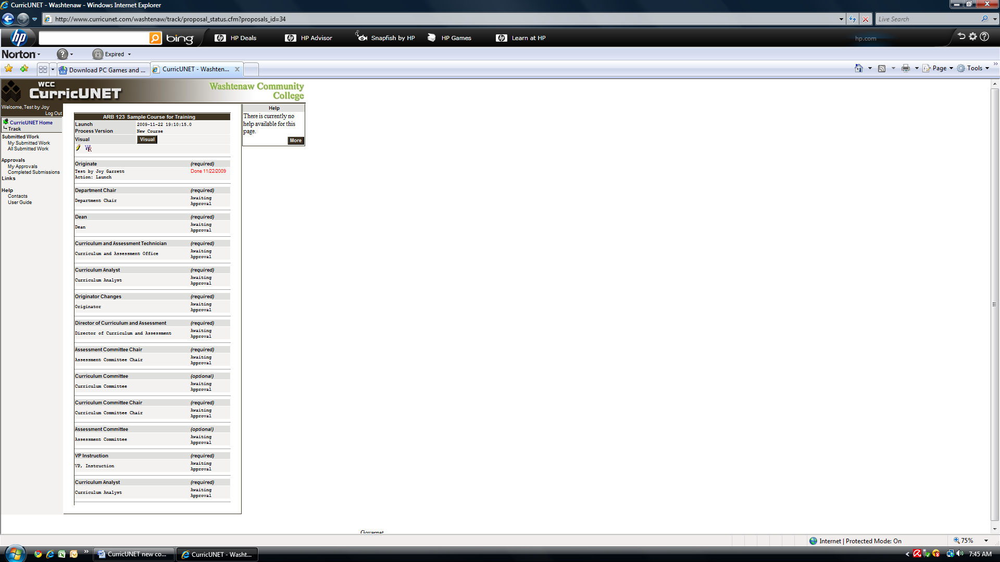 CurricUNET - Washtenaw - Windows Internet Explorer
http://www.curricunet.com/washtenaw/track/proposal_status.cfm?proposals_id=34
Live Search
hp
bing
HP Deals
HP Advisor
Snapfish by HP
HP Games
Learn at HP
hp.com
Norton
Expired
Download PC Games and ...
CurricUNET - Washten...
Page
Tools
WCC
CurricUNET
Washtenaw Community
College
Welcome, Test by Joy
Log Out
CurricUNET Home
Track
Submitted Work
My Submitted Work
All Submitted Work
Approvals
My Approvals
Completed Submissions
Links
Help
Contacts
User Guide
ARB 123 Sample Course for Training
Launch 2009-11-22 19:10:15.0
Process Version New Course
Visual Visual
Originate (required)
Test by Joy Garrett Done 11/22/2009
Action: Launch
Department Chair (required)
Department Chair Awaiting
Approval
Dean (required)
Dean Awaiting
Approval
Curriculum and Assessment Technician (required)
Curriculum and Assessment Office Awaiting
Approval
Curriculum Analyst (required)
Curriculum Analyst Awaiting
Approval
Originator Changes (required)
Originator Awaiting
Approval
Director of Curriculum and Assessment (required)
Director of Curriculum and Assessment Awaiting
Approval
Assessment Committee Chair (required)
Assessment Committee Chair Awaiting
Approval
Curriculum Committee (optional)
Curriculum Committee Awaiting
Approval
Curriculum Committee Chair (required)
Curriculum Committee Chair Awaiting
Approval
Assessment Committee (optional)
Assessment Committee Awaiting
Approval
VP Instruction (required)
VP, Instruction Awaiting
Approval
Curriculum Analyst (required)
Curriculum Analyst Awaiting
Approval
Help
There is currently no
help available for this
page.
More
Governet
Internet | Protected Mode: On
75%
CurricUNET new co...
CurricUNET - Washt...
7:45 AM